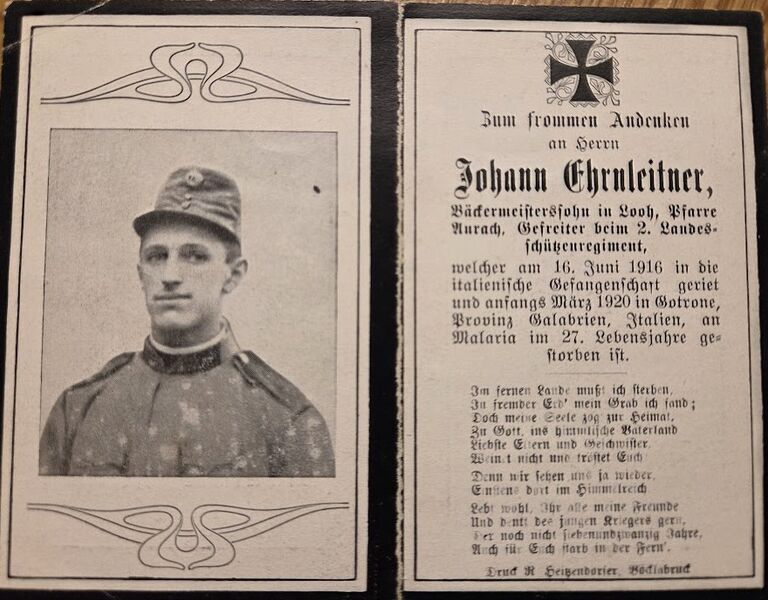 Zum frommen Andenken
an Herrn
Johann Ehrnleitner,
Bäckermeisterssohn in Looh, Pfarre
Aurach, Gefreiter beim 2. Landes-
schützenregiment,
welcher am 16. Juni 1916 in die
italienische Gefangenschaft geriet
und anfangs März 1920 in Cotrone,
Provinz Calabrien, Italien, an
Malaria im 27. Lebensjahre ge-
storben ist.
Im fernen Lande mußt ich sterben,
In fremder Erd' mein Grab ich fand;
Doch meine Seele zog zur Heimat,
Zu Gott, ins himmlische Vaterland
Liebste Eltern und Geschwister,
Weint nicht und tröstet Euch
Denn wir sehen uns ja wieder,
Einstens dort im Himmelreich
Lebt wohl, Ihr alle meine Freunde
Und denkt des jungen Kriegers gern,
Der noch nicht siebenundzwanzig Jahre,
Auch für Euch starb in der Fern'.
Druck R Heitzendorfer, Vöcklabruck